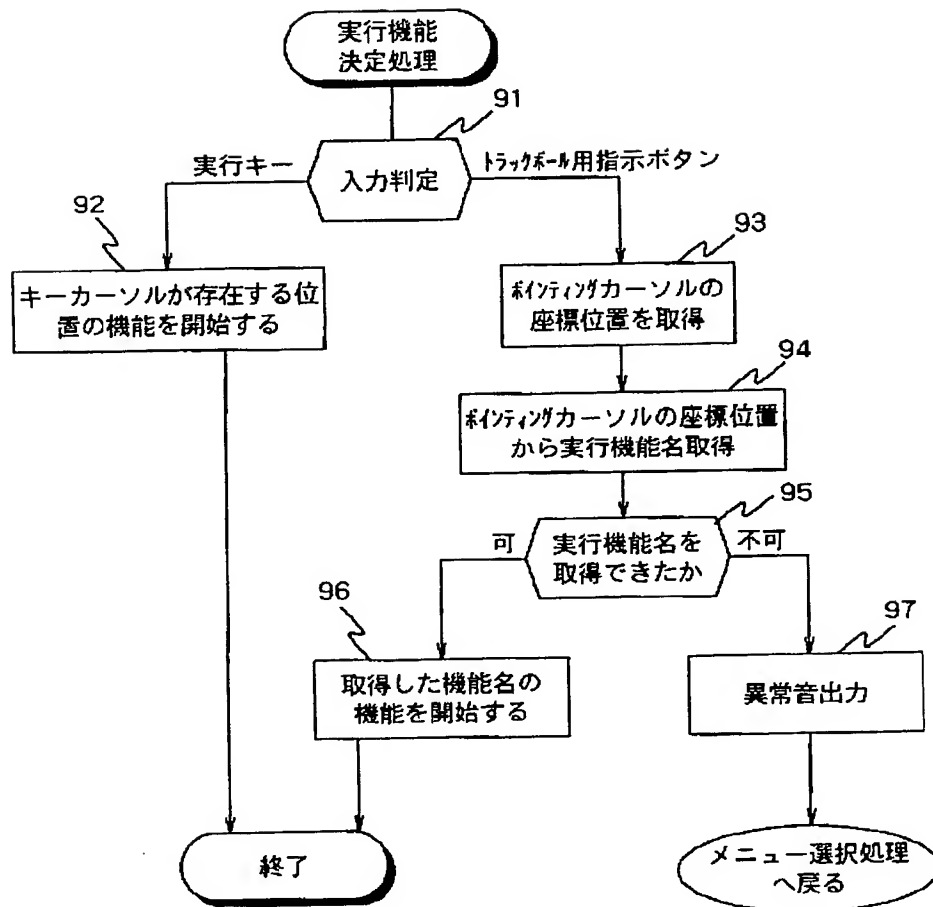 実行機能
決定処理
91
実行キー
入力判定
トラックボール用指示ボタン
92
キーカーソルが存在する位
置の機能を開始する
93
ポインティングカーソルの
座標位置を取得
94
ポインティングカーソルの座標位置
から実行機能名取得
95
可
実行機能名を
取得できたか
不可
96
取得した機能名の
機能を開始する
97
異常音出力
終了
メニュー選択処理
へ戻る